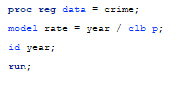 proc reg data = crime;
model rate = year / clb p;
id year;
run;